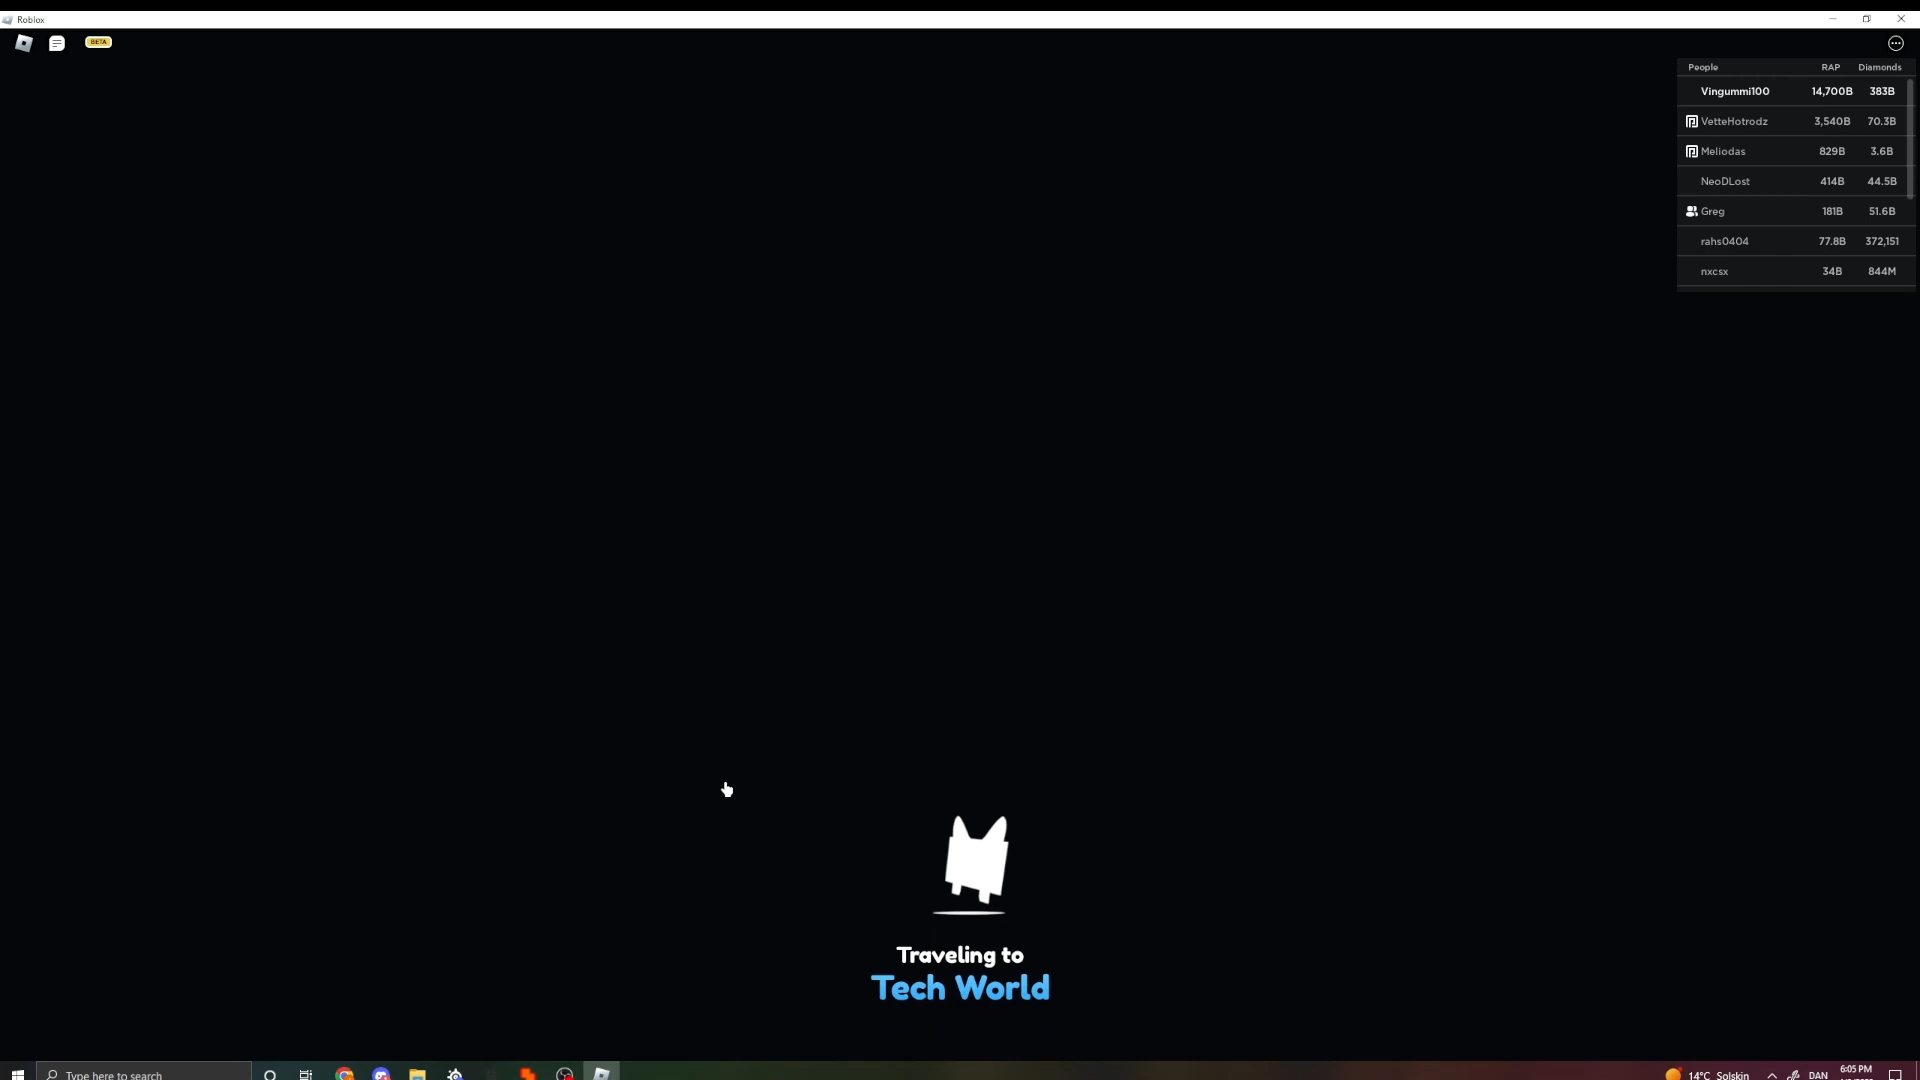 Roblox
BETA
People RAP Diamonds
Vingummi100 14,700B 383B
VetteHotrodz 3,540B 70.3B
Meliodas 829B 3.6B
NeoDLost 414B 44.5B
Greg 181B 51.6B
rahs0404 77.8B 372,151
nxcsx 34B 844M
Traveling to
Tech World
Type here to search
14°C Solskin
DAN
6:05 PM